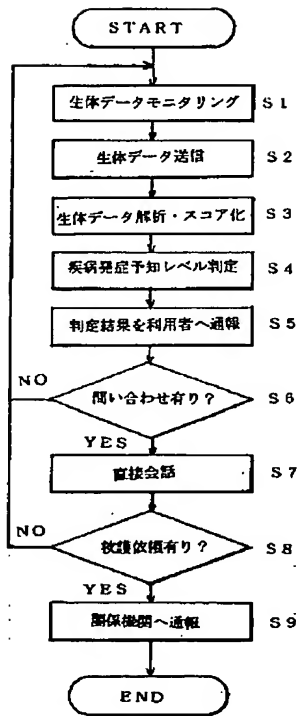 START
生体データモニタリング S1
生体データ送信 S2
生体データ解析・スコア化 S3
疾病発症予知レベル判定 S4
判定結果を利用者へ通報 S5
NO
問い合わせ有り? S6
YES
直接会話 S7
NO
救護依頼有り? S8
YES
関係機関へ通報 S9
END